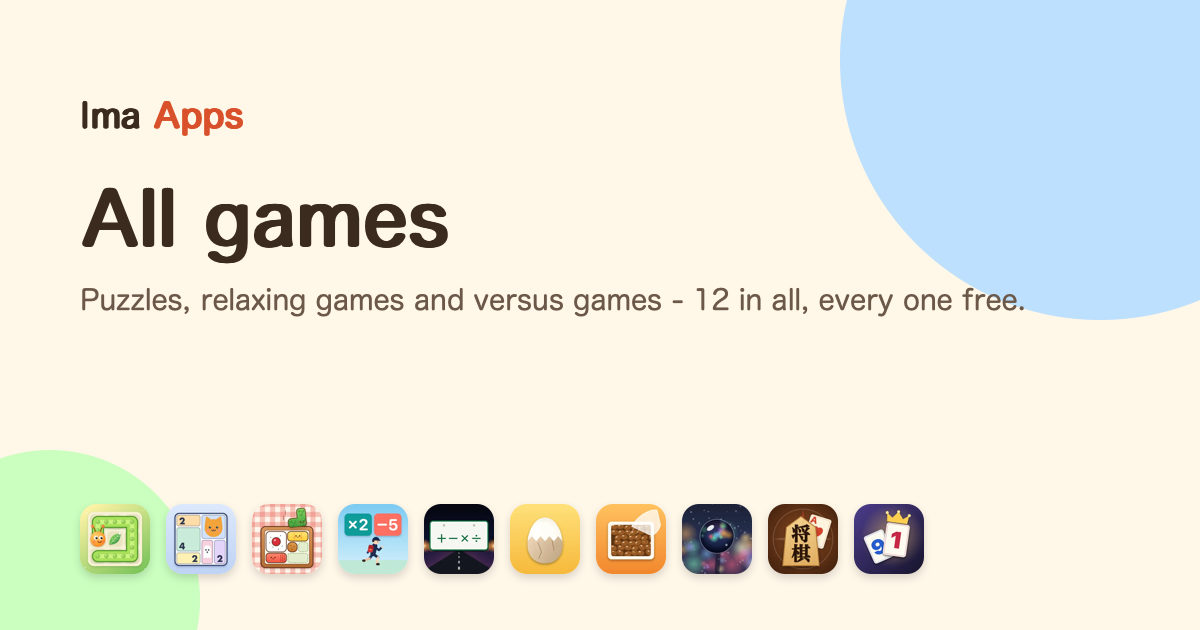 Ima Apps
All games
Puzzles, relaxing games and versus games - 12 in all, every one free.
2
4
2 2
×2 −5
+−×÷
将棋
A
9 1